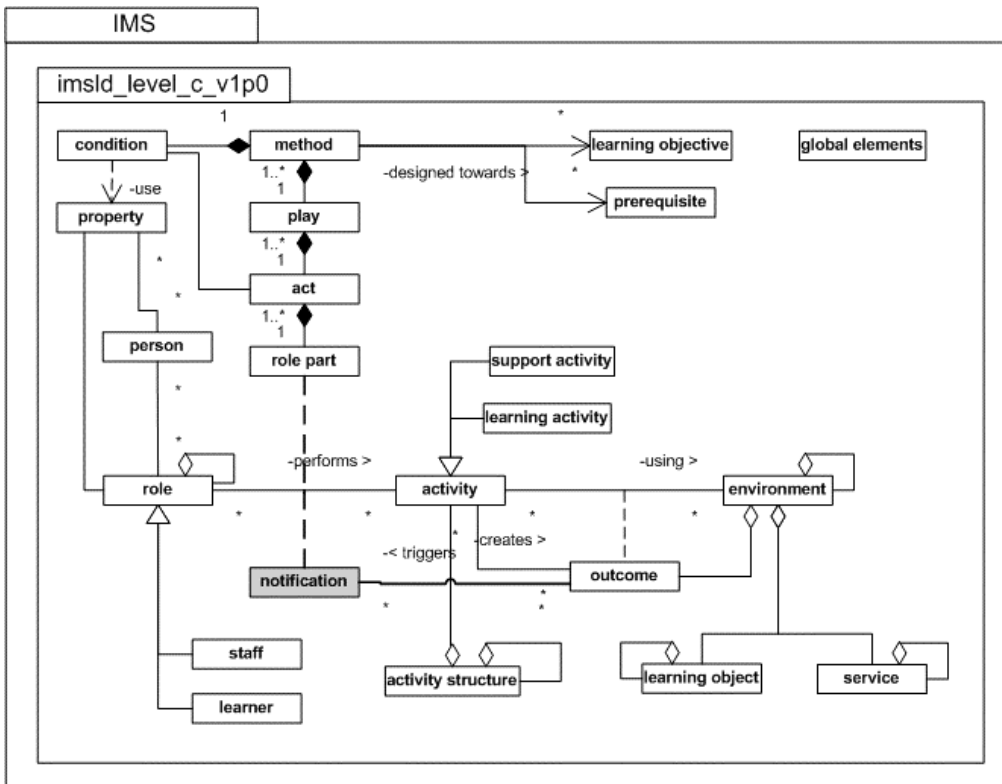 IMS
imsld_level_c_v1p0
1
*
condition
method
learning objective
global elements
1..*
1
-designed towards >
*
-use
prerequisite
property
play
1..*
1
*
act
*
1..*
1
person
role part
support activity
*
learning activity
*
-performs >
-using >
role
activity
environment
*
*
*
*
*
-< triggers
-creates >
notification
outcome
*
*
*
staff
activity structure
learning object
service
learner